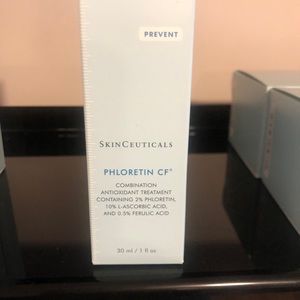 PREVENT
SKINCEUTICALS
PHLORETIN CF®
COMBINATION
ANTIOXIDANT TREATMENT
CONTAINING 2% PHLORETIN,
10% L-ASCORBIC ACID,
AND 0.5% FERULIC ACID
30 ml / 1 fl oz